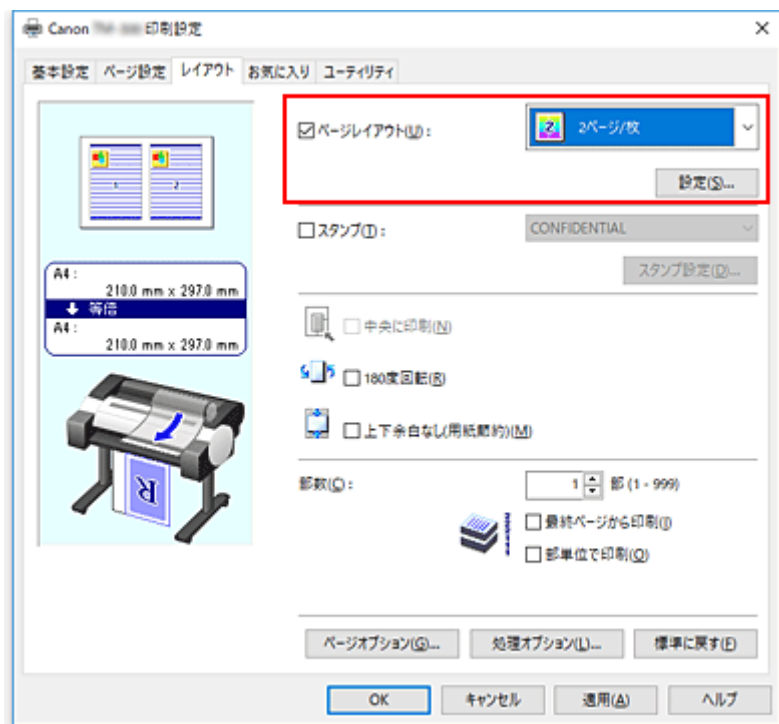 Canon 印刷設定
基本設定 ページ設定 レイアウト お気に入り ユーティリティ
1 2
A4 :
210.0 mm x 297.0 mm
等倍
A4 :
210.0 mm x 297.0 mm
R
ページレイアウト(U) :
2 2ページ/枚
設定(S)...
スタンプ(T) :
CONFIDENTIAL
スタンプ設定(D)...
中央に印刷(N)
180度回転(R)
上下余白なし(用紙節約)(M)
部数(C) :
1 部 (1 - 999)
最終ページから印刷(I)
部単位で印刷(O)
ページオプション(G)... 処理オプション(L)... 標準に戻す(F)
OK キャンセル 適用(A) ヘルプ